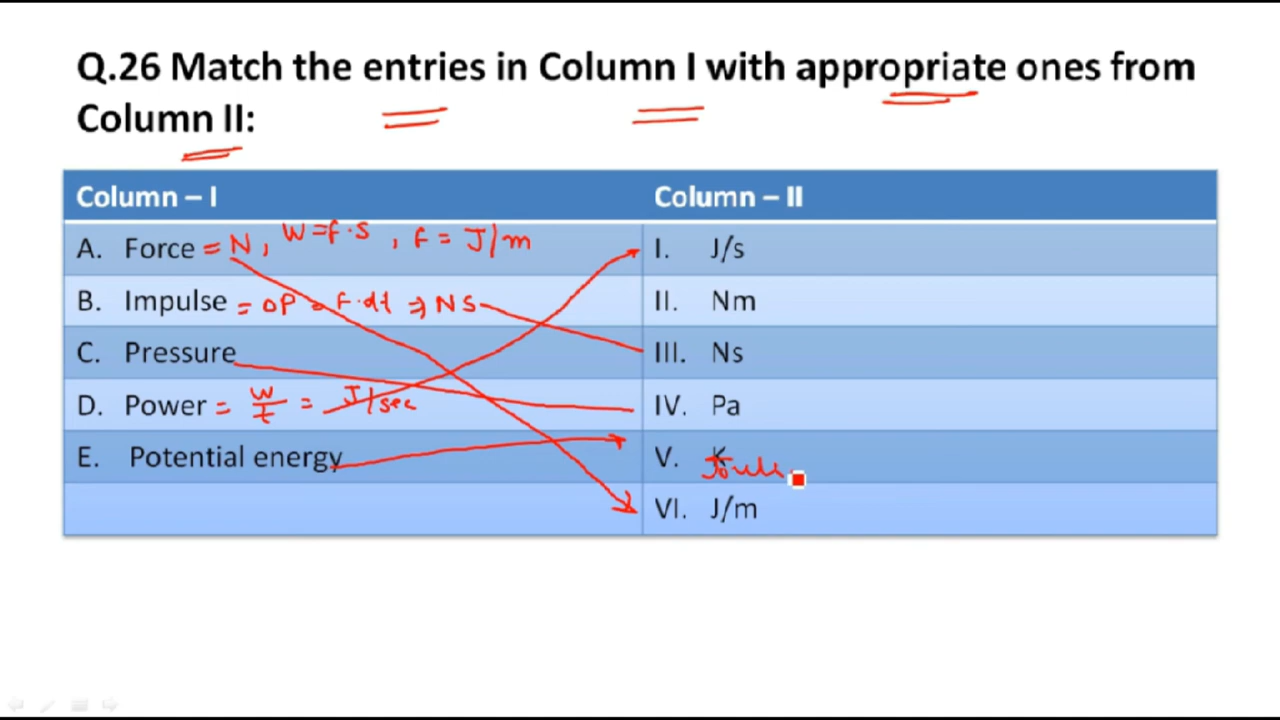 Q.26 Match the entries in Column I with appropriate ones from
Column II:
Column – I
Column – II
A. Force = N, W=f·s, f = J/m
I. J/s
B. Impulse = ΔP = F·dt ⇒ NS
II. Nm
C. Pressure
III. Ns
D. Power = W/t = J/sec
IV. Pa
E. Potential energy
V. K Joule
VI. J/m